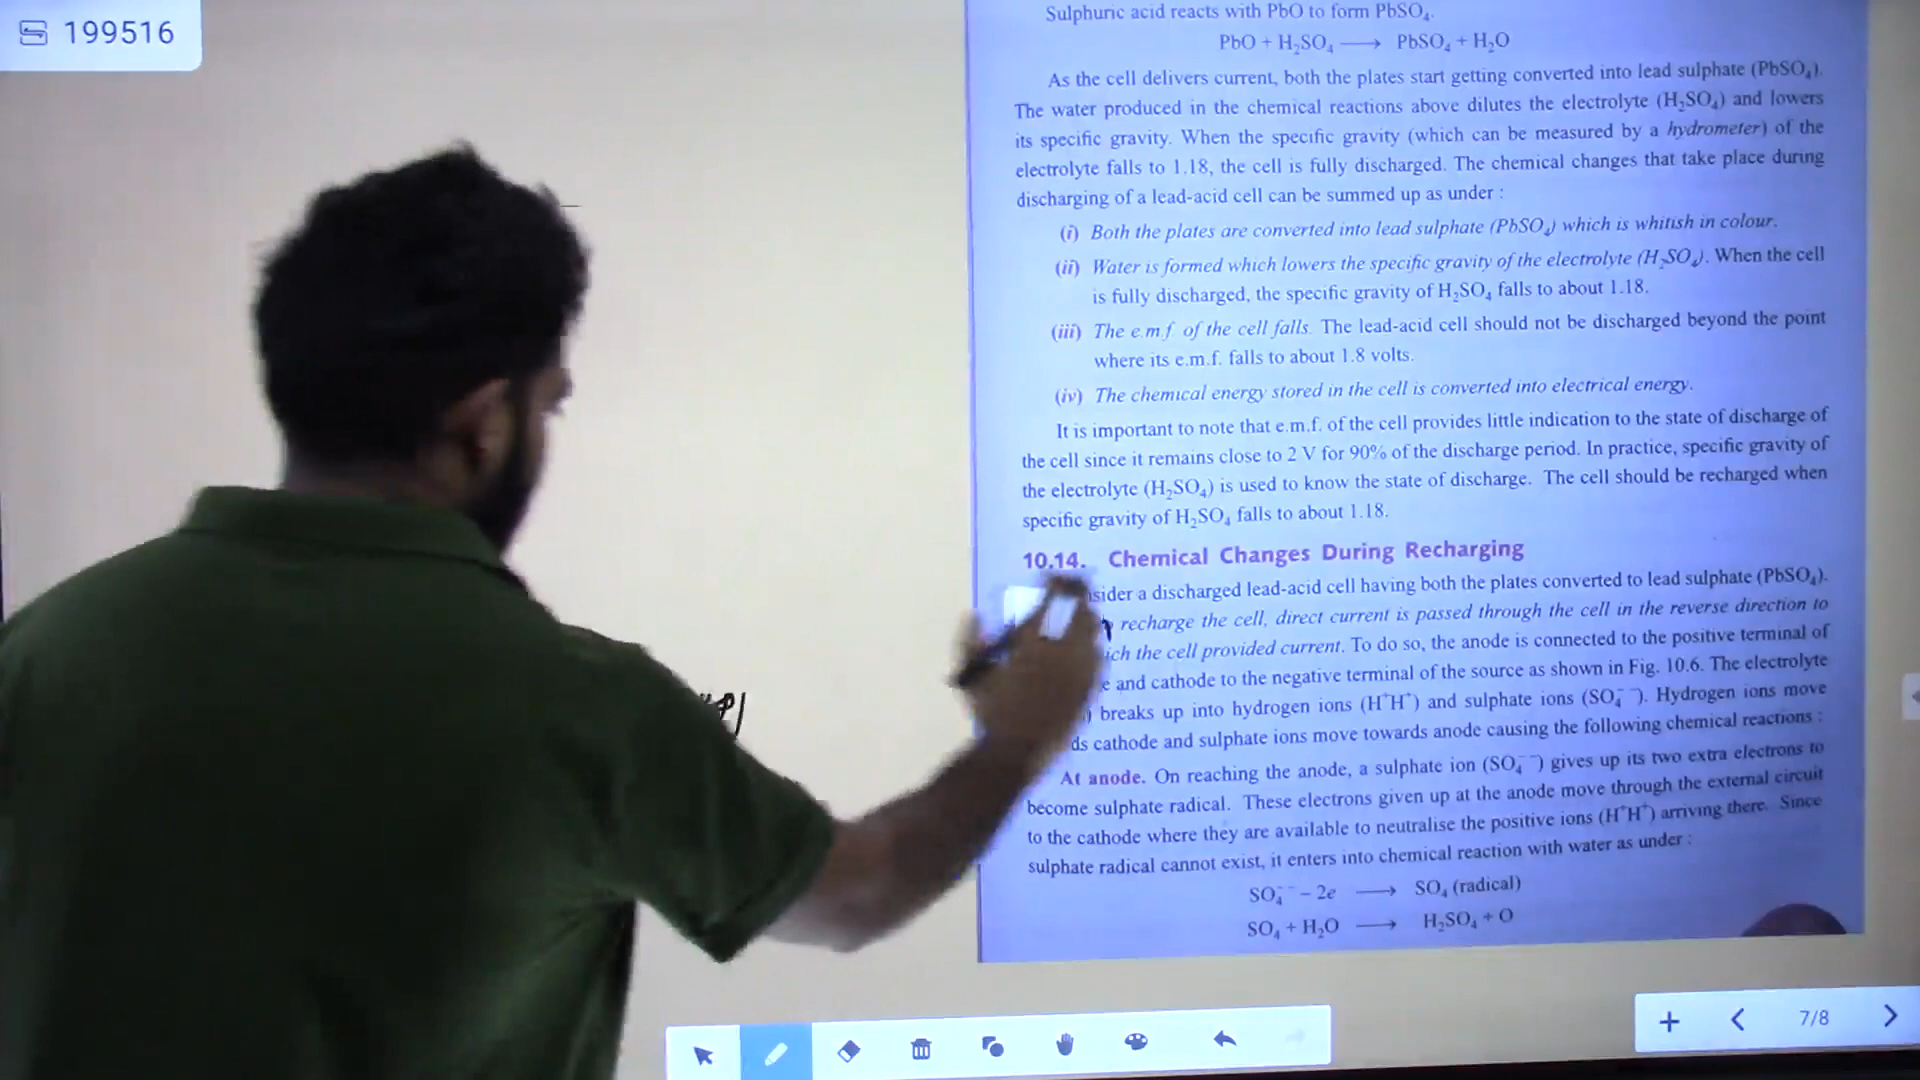 199516
Sulphuric acid reacts with PbO to form PbSO₄.
PbO + H₂SO₄ ⟶ PbSO₄ + H₂O
As the cell delivers current, both the plates start getting converted into lead sulphate (PbSO₄).
The water produced in the chemical reactions above dilutes the electrolyte (H₂SO₄) and lowers
its specific gravity. When the specific gravity (which can be measured by a hydrometer) of the
electrolyte falls to 1.18, the cell is fully discharged. The chemical changes that take place during
discharging of a lead-acid cell can be summed up as under :
(i) Both the plates are converted into lead sulphate (PbSO₄) which is whitish in colour.
(ii) Water is formed which lowers the specific gravity of the electrolyte (H₂SO₄). When the cell
is fully discharged, the specific gravity of H₂SO₄ falls to about 1.18.
(iii) The e.m.f. of the cell falls. The lead-acid cell should not be discharged beyond the point
where its e.m.f. falls to about 1.8 volts.
(iv) The chemical energy stored in the cell is converted into electrical energy.
It is important to note that e.m.f. of the cell provides little indication to the state of discharge of
the cell since it remains close to 2 V for 90% of the discharge period. In practice, specific gravity of
the electrolyte (H₂SO₄) is used to know the state of discharge. The cell should be recharged when
specific gravity of H₂SO₄ falls to about 1.18.
10.14. Chemical Changes During Recharging
a discharged lead-acid cell having both the plates converted to lead sulphate (PbSO₄).
recharge the cell, direct current is passed through the cell in the reverse direction to
the cell provided current. To do so, the anode is connected to the positive terminal of
and cathode to the negative terminal of the source as shown in Fig. 10.6. The electrolyte
breaks up into hydrogen ions (H⁺H⁺) and sulphate ions (SO₄⁻⁻). Hydrogen ions move
cathode and sulphate ions move towards anode causing the following chemical reactions :
At anode. On reaching the anode, a sulphate ion (SO₄⁻⁻) gives up its two extra electrons to
become sulphate radical. These electrons given up at the anode move through the external circuit
to the cathode where they are available to neutralise the positive ions (H⁺H⁺) arriving there. Since
sulphate radical cannot exist, it enters into chemical reaction with water as under :
SO₄⁻⁻ – 2e ⟶ SO₄ (radical)
SO₄ + H₂O ⟶ H₂SO₄ + O
7/8